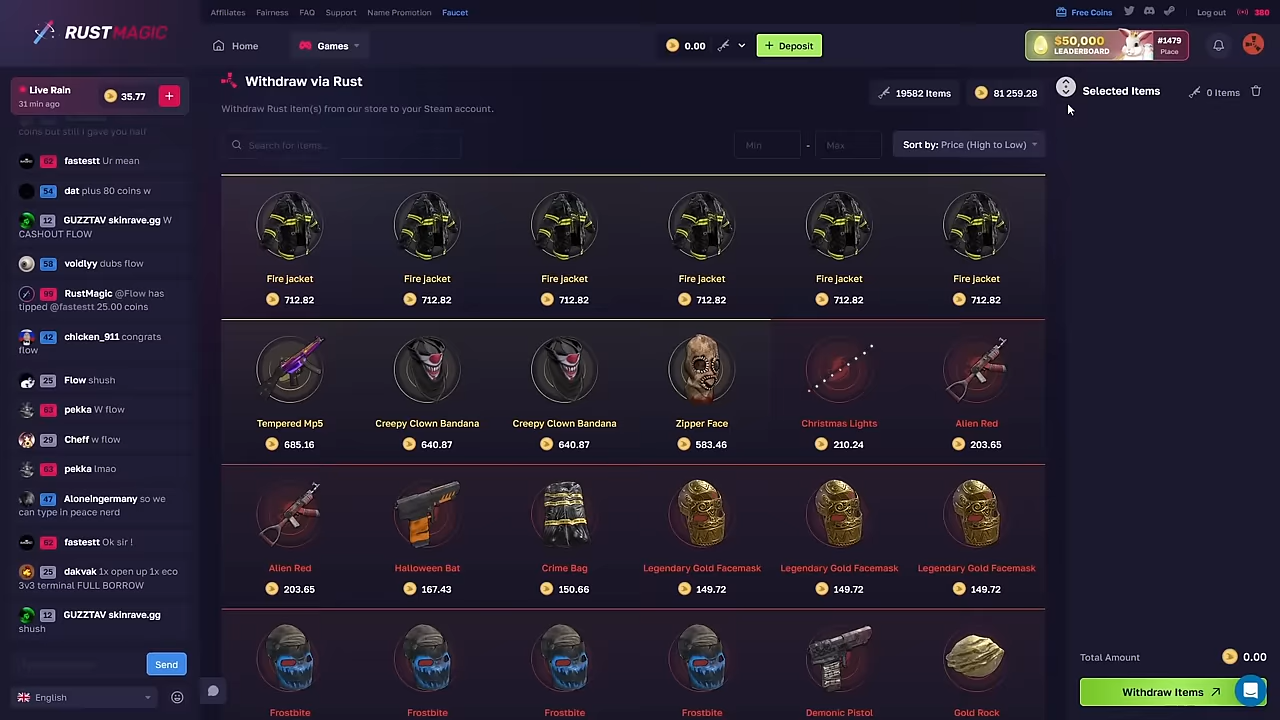 Affiliates Fairness FAQ Support Name Promotion Faucet
Free Coins Log out 380
RUSTMAGIC
Home Games
0.00 Deposit
$50,000
LEADERBOARD
#1479
Place
Live Rain
31 min ago
35.77
coins but still I gave you half
62 fastestt Ur mean
54 dat plus 80 coins w
12 GUZZTAV skinrave.gg W
CASHOUT FLOW
58 voidlyy dubs flow
99 RustMagic @Flow has
tipped @fastestt 25.00 coins
42 chicken_911 congrats
flow
25 Flow shush
63 pekka W flow
29 Cheff w flow
63 pekka lmao
47 Aloneingermany so we
can type in peace nerd
62 fastestt Ok sir !
25 dakvak 1x open up 1x eco
3v3 terminal FULL BORROW
12 GUZZTAV skinrave.gg
shush
Send
English
Withdraw via Rust
Withdraw Rust item(s) from our store to your Steam account.
19582 Items 81 259.28
Search for items...
Min - Max
Sort by: Price (High to Low)
Fire jacket Fire jacket Fire jacket Fire jacket Fire jacket Fire jacket
712.82 712.82 712.82 712.82 712.82 712.82
Tempered Mp5 Creepy Clown Bandana Creepy Clown Bandana Zipper Face Christmas Lights Alien Red
685.16 640.87 640.87 583.46 210.24 203.65
Alien Red Halloween Bat Crime Bag Legendary Gold Facemask Legendary Gold Facemask Legendary Gold Facemask
203.65 167.43 150.66 149.72 149.72 149.72
Frostbite Frostbite Frostbite Frostbite Demonic Pistol Gold Rock
Selected Items 0 Items
Total Amount 0.00
Withdraw Items